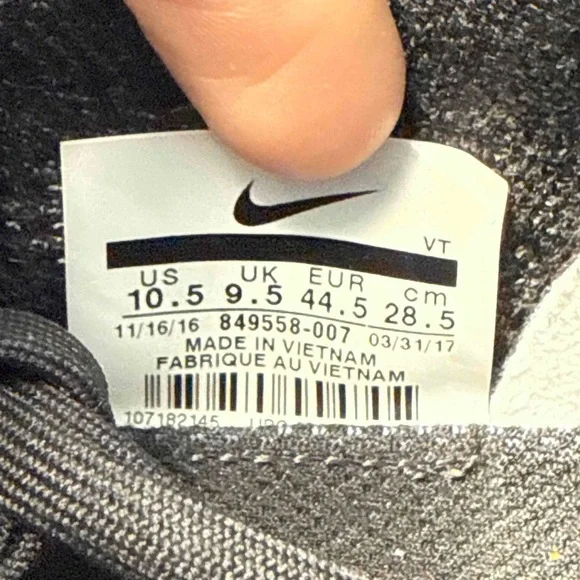 VT
US UK EUR cm
10.5 9.5 44.5 28.5
11/16/16 849558-007 03/31/17
MADE IN VIETNAM
FABRIQUE AU VIETNAM
107182145